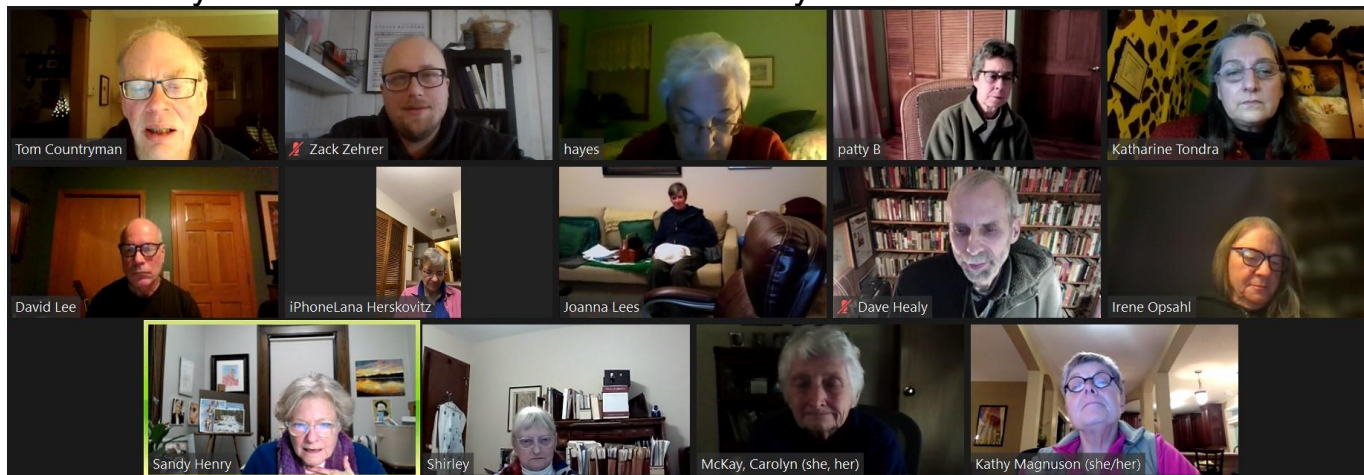 Tom Countryman
Zack Zehrer
hayes
patty B
Katharine Tondra
David Lee
iPhoneLana Herskovitz
Joanna Lees
Dave Healy
Irene Opsahl
Sandy Henry
Shirley
McKay, Carolyn (she, her)
Kathy Magnuson (she/her)